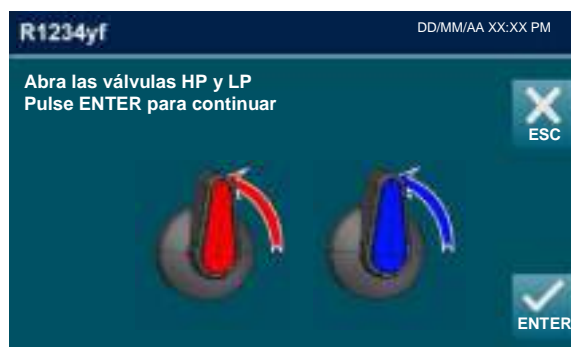 R1234yf
DD/MM/AA XX:XX PM
Abra las válvulas HP y LP
Pulse ENTER para continuar
ESC
ENTER